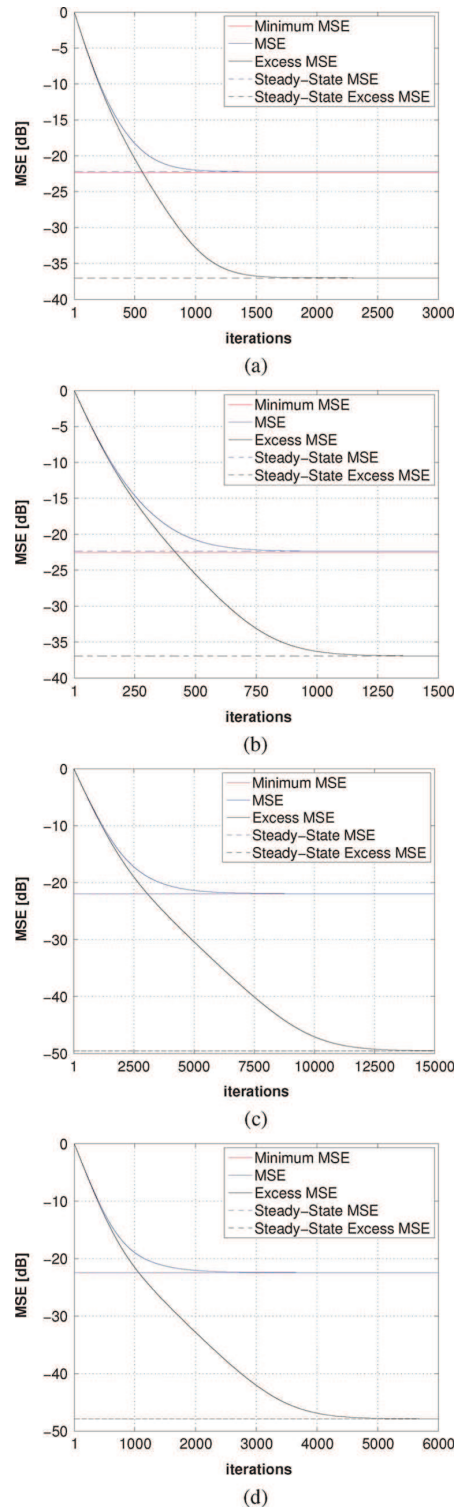 0
-5
-10
-15
-20
-25
-30
-35
-40
MSE [dB]
Minimum MSE
MSE
Excess MSE
Steady-State MSE
Steady-State Excess MSE
1 500 1000 1500 2000 2500 3000
iterations
(a)
0
-5
-10
-15
-20
-25
-30
-35
-40
MSE [dB]
Minimum MSE
MSE
Excess MSE
Steady-State MSE
Steady-State Excess MSE
1 250 500 750 1000 1250 1500
iterations
(b)
0
-10
-20
-30
-40
-50
MSE [dB]
Minimum MSE
MSE
Excess MSE
Steady-State MSE
Steady-State Excess MSE
1 2500 5000 7500 10000 12500 15000
iterations
(c)
0
-10
-20
-30
-40
-50
MSE [dB]
Minimum MSE
MSE
Excess MSE
Steady-State MSE
Steady-State Excess MSE
1 1000 2000 3000 4000 5000 6000
iterations
(d)